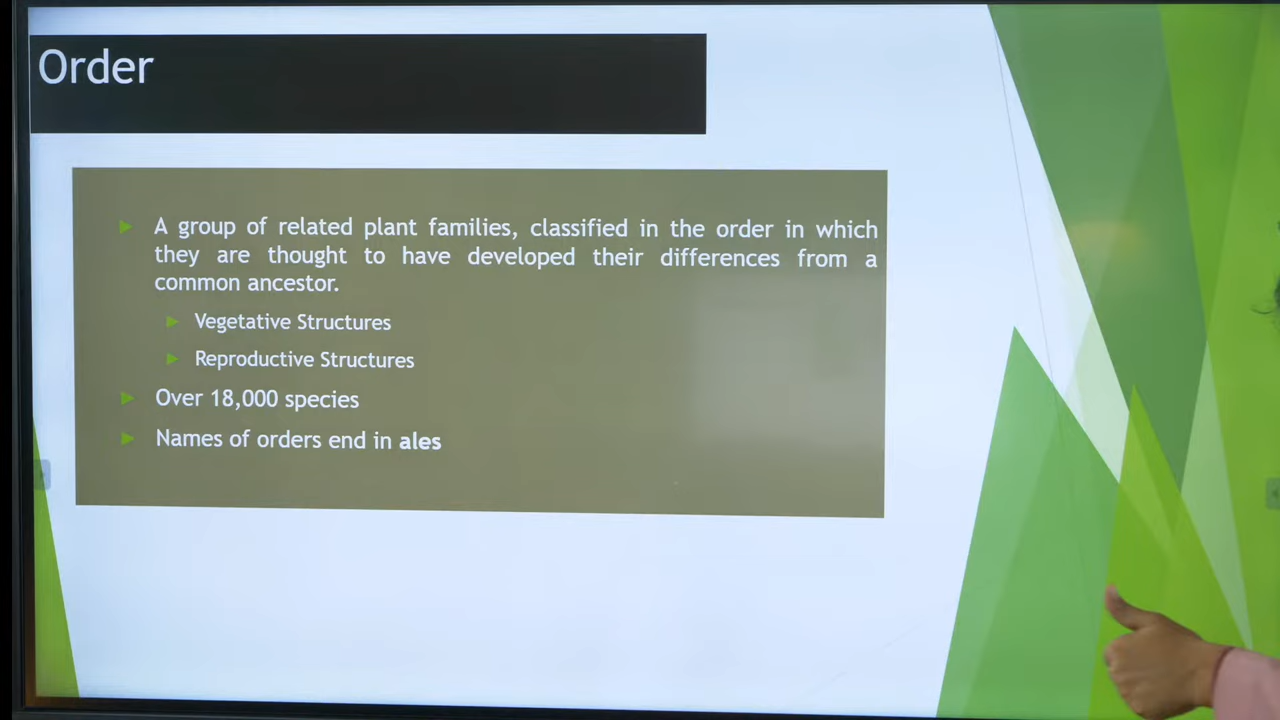 Order
A group of related plant families, classified in the order in which
they are thought to have developed their differences from a
common ancestor.
Vegetative Structures
Reproductive Structures
Over 18,000 species
Names of orders end in ales